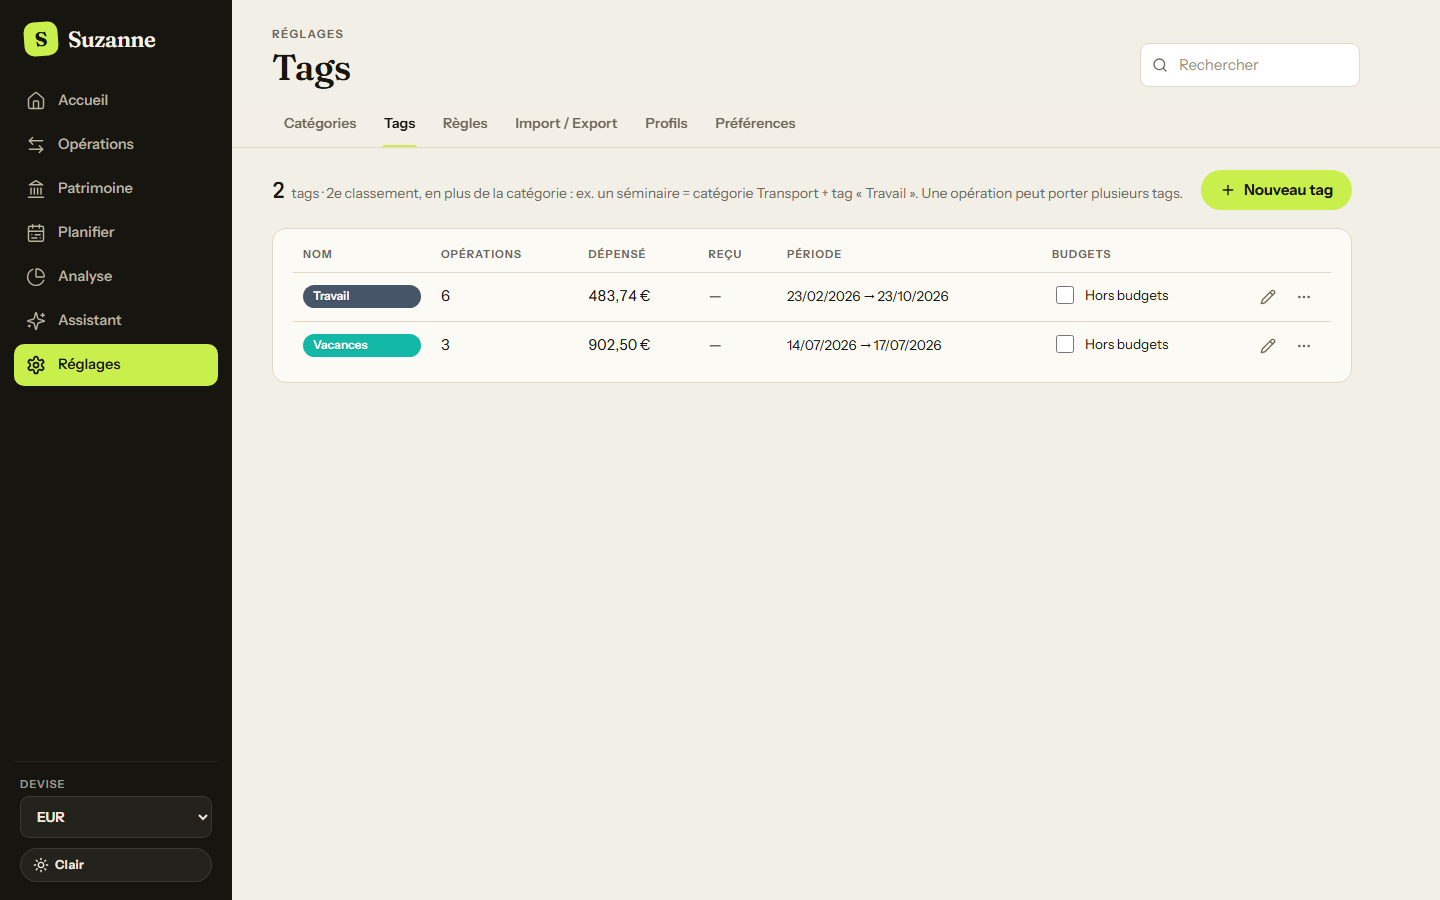 S Suzanne
Accueil
Opérations
Patrimoine
Planifier
Analyse
Assistant
Réglages
DEVISE
EUR
Clair
RÉGLAGES
Tags
Rechercher
Catégories Tags Règles Import / Export Profils Préférences
2 tags · 2e classement, en plus de la catégorie : ex. un séminaire = catégorie Transport + tag « Travail ». Une opération peut porter plusieurs tags.
+ Nouveau tag
NOM OPÉRATIONS DÉPENSÉ REÇU PÉRIODE BUDGETS
Travail 6 483,74 € — 23/02/2026 → 23/10/2026 Hors budgets
Vacances 3 902,50 € — 14/07/2026 → 17/07/2026 Hors budgets